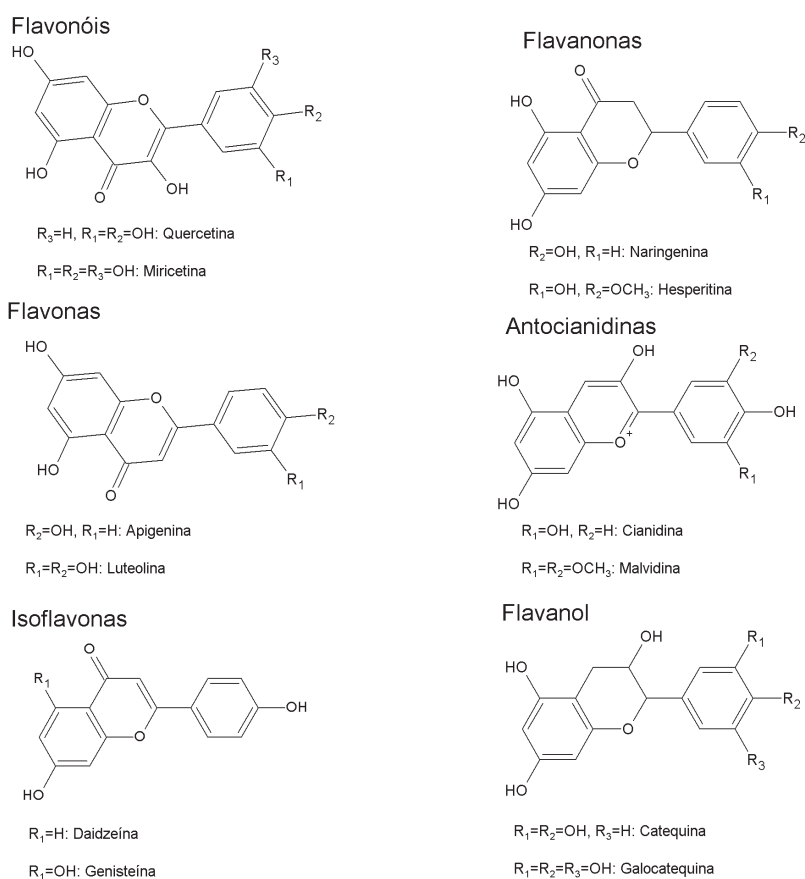 Flavonóis
HO
O
R3
R2
R1
HO
O
OH
R3=H, R1=R2=OH: Quercetina
R1=R2=R3=OH: Miricetina
Flavanonas
O
HO
O
R2
R1
HO
R2=OH, R1=H: Naringenina
R1=OH, R2=OCH3: Hesperitina
Flavonas
HO
O
R2
R1
HO
O
R2=OH, R1=H: Apigenina
R1=R2=OH: Luteolina
Antocianidinas
OH
R2
HO
OH
O+
R1
HO
R1=OH, R2=H: Cianidina
R1=R2=OCH3: Malvidina
Isoflavonas
O
R1
OH
O
HO
R1=H: Daidzeína
R1=OH: Genisteína
Flavanol
OH
R1
HO
R2
O
R3
HO
R1=R2=OH, R3=H: Catequina
R1=R2=R3=OH: Galocatequina